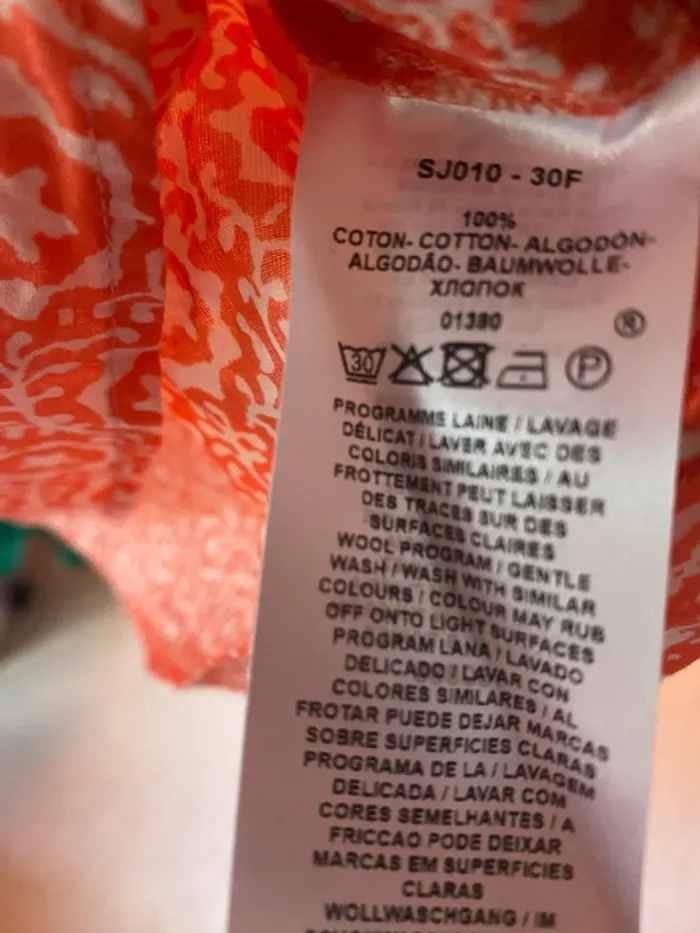 SJ010 - 30F
100%
COTON- COTTON- ALGODÓN-
ALGODÃO- BAUMWOLLE-
ХЛОПОК
01380
®
30 P
PROGRAMME LAINE / LAVAGE
DÉLICAT / LAVER AVEC DES
COLORIS SIMILAIRES / AU
FROTTEMENT PEUT LAISSER
DES TRACES SUR DES
SURFACES CLAIRES
WOOL PROGRAM / GENTLE
WASH / WASH WITH SIMILAR
COLOURS / COLOUR MAY RUB
OFF ONTO LIGHT SURFACES
PROGRAM LANA / LAVADO
DELICADO / LAVAR CON
COLORES SIMILARES / AL
FROTAR PUEDE DEJAR MARCAS
SOBRE SUPERFICIES CLARAS
PROGRAMA DE LA / LAVAGEM
DELICADA / LAVAR COM
CORES SEMELHANTES / A
FRICCAO PODE DEIXAR
MARCAS EM SUPERFICIES
CLARAS
WOLLWASCHGANG / IM